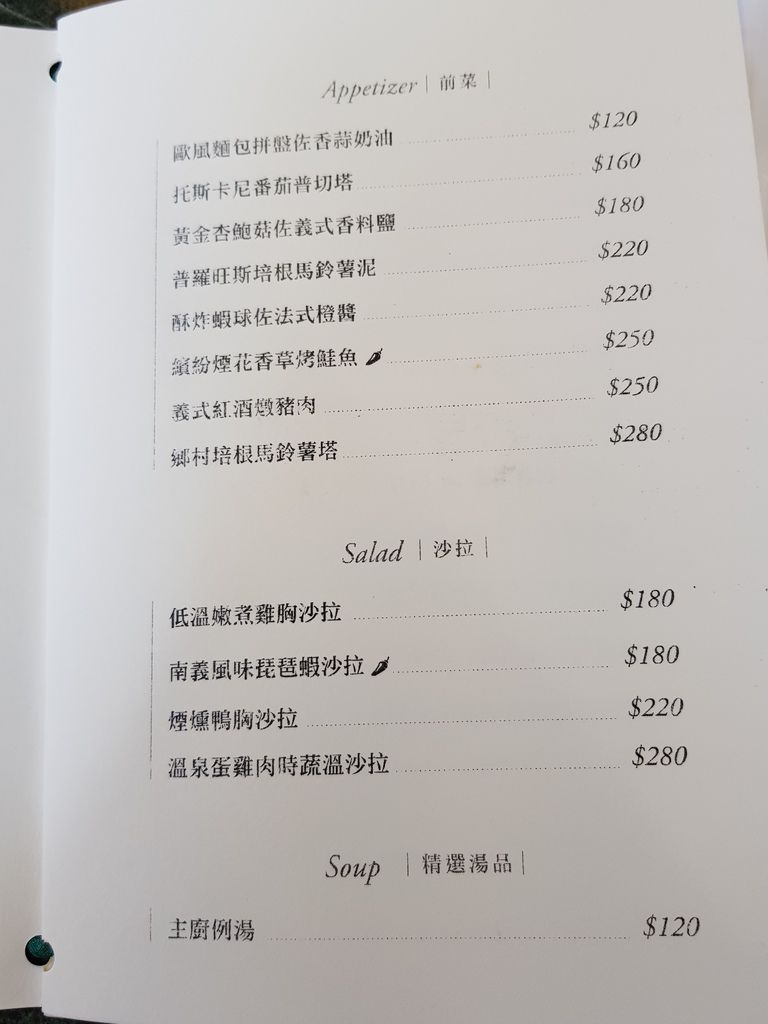 Appetizer | 前菜 |
歐風麵包拼盤佐香蒜奶油 $120
托斯卡尼番茄普切塔 $160
黃金杏鮑菇佐義式香料鹽 $180
普羅旺斯培根馬鈴薯泥 $220
酥炸蝦球佐法式橙醬 $220
繽紛煙花香草烤鮭魚 $250
義式紅酒燉豬肉 $250
鄉村培根馬鈴薯塔 $280
Salad | 沙拉 |
低溫嫩煮雞胸沙拉 $180
南義風味琵琶蝦沙拉 $180
煙燻鴨胸沙拉 $220
溫泉蛋雞肉時蔬溫沙拉 $280
Soup | 精選湯品 |
主廚例湯 $120